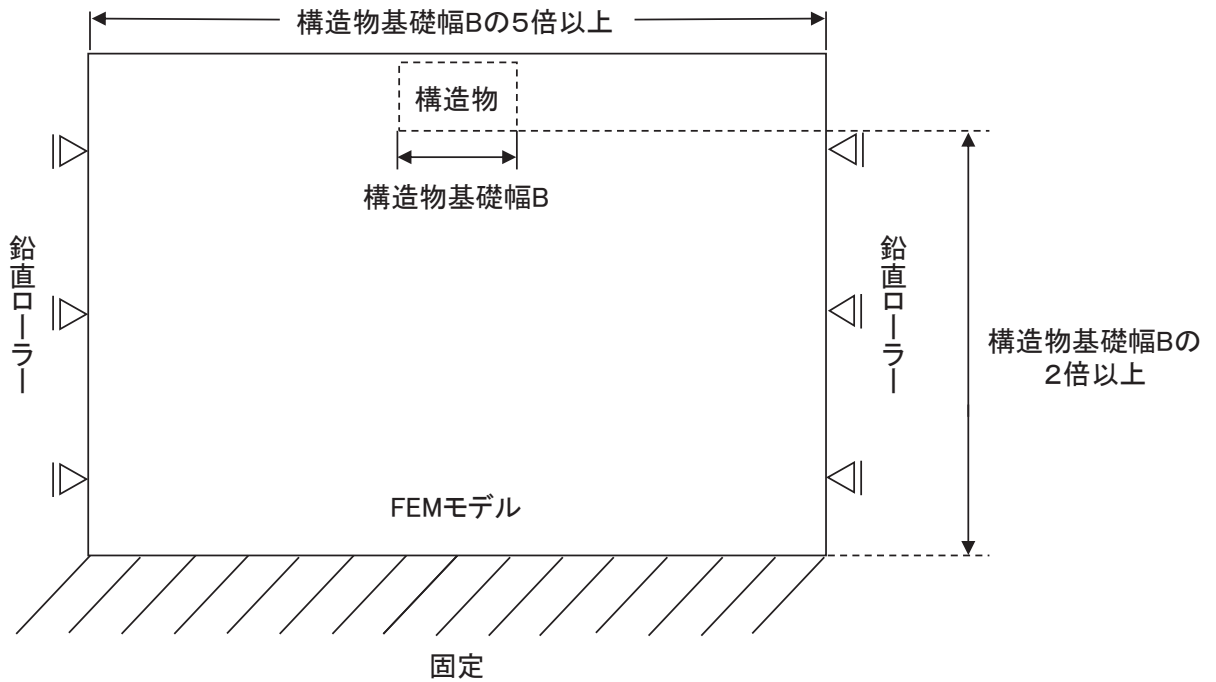 構造物基礎幅Bの5倍以上
構造物
構造物基礎幅B
鉛直ローラー
鉛直ローラー
構造物基礎幅Bの
2倍以上
FEMモデル
固定